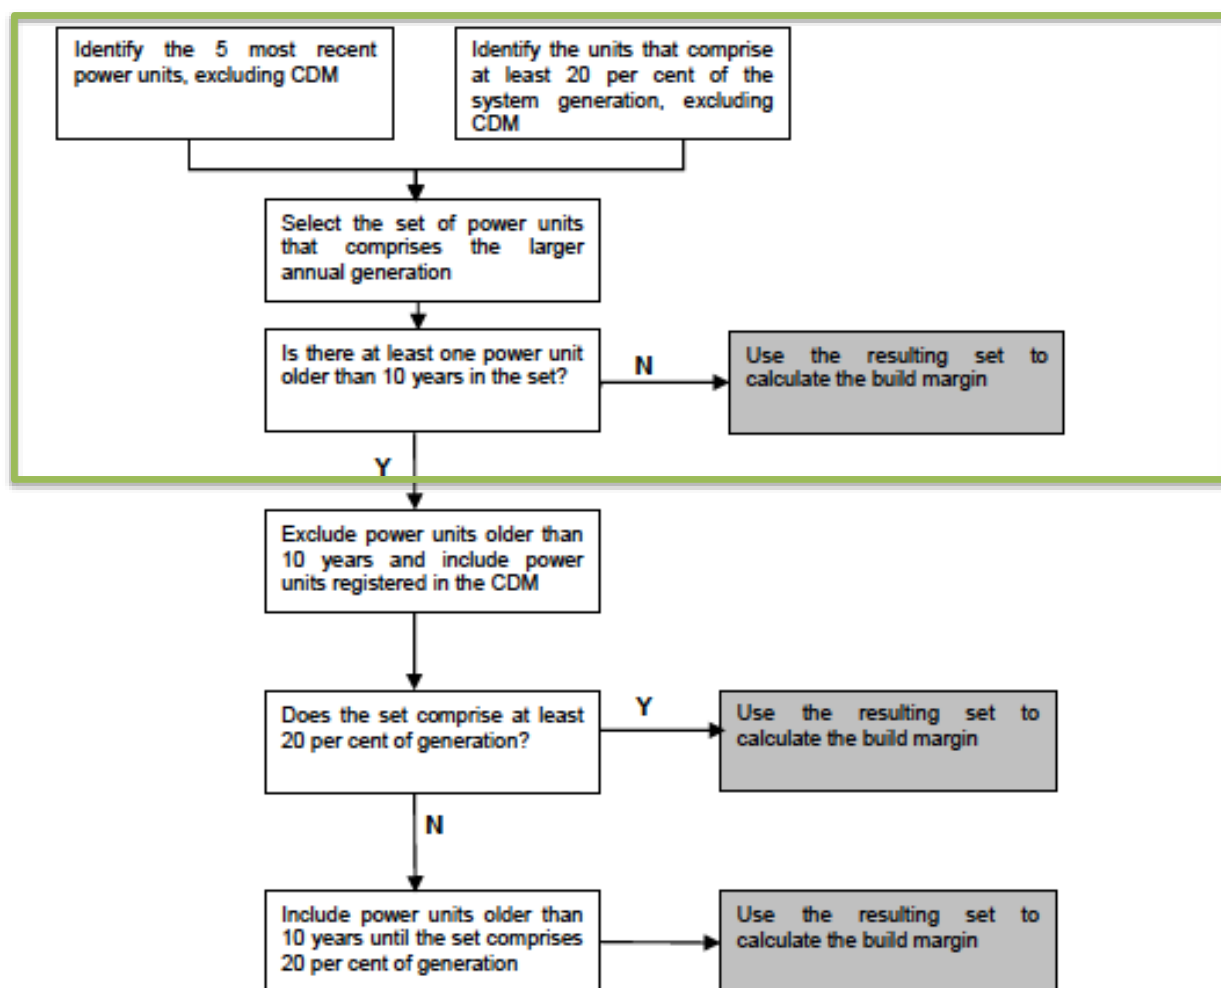 Identify the 5 most recent
power units, excluding CDM
Identify the units that comprise
at least 20 per cent of the
system generation, excluding
CDM
Select the set of power units
that comprises the larger
annual generation
Is there at least one power unit
older than 10 years in the set?
N
Use the resulting set to
calculate the build margin
Y
Exclude power units older than
10 years and include power
units registered in the CDM
Does the set comprise at least
20 per cent of generation?
Y
Use the resulting set to
calculate the build margin
N
Include power units older than
10 years until the set comprises
20 per cent of generation
Use the resulting set to
calculate the build margin